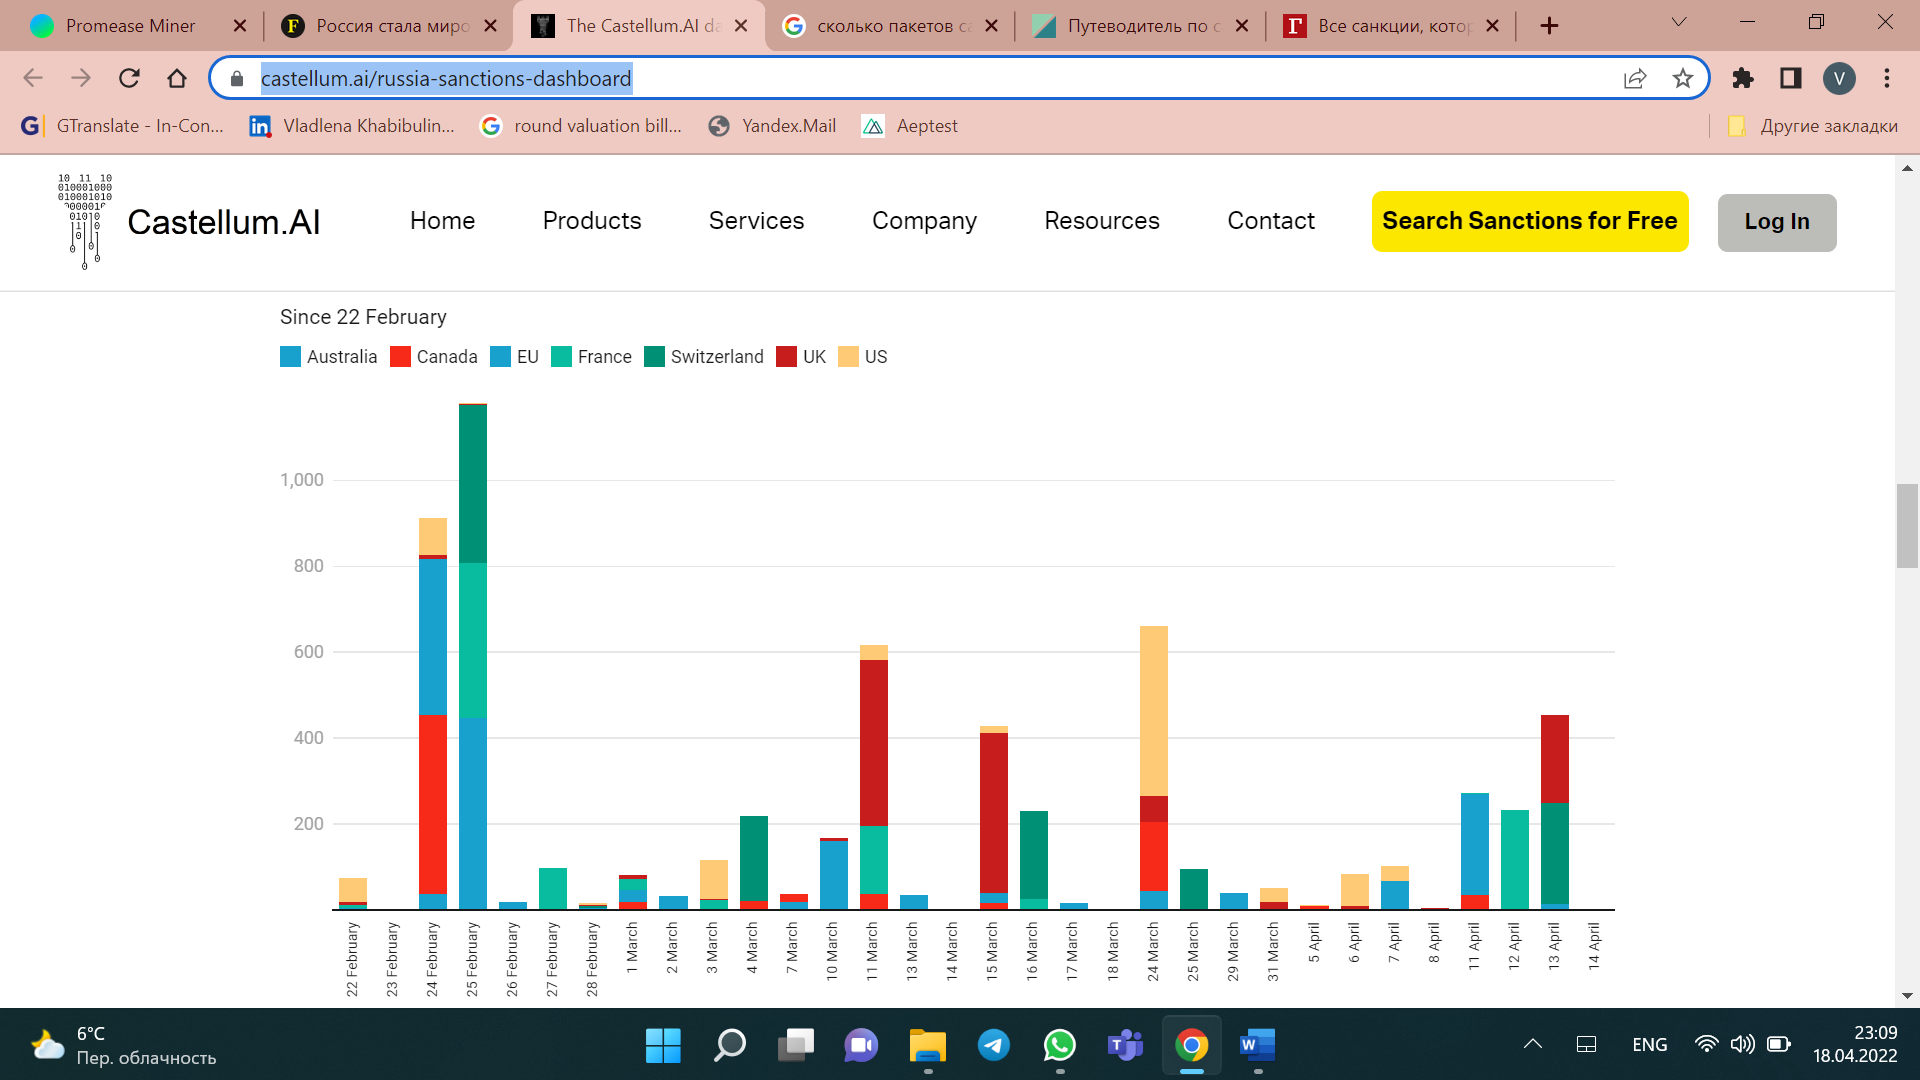 Promease Miner
Россия стала миро
The Castellum.AI da
сколько пакетов са
Путеводитель по с
Все санкции, котор
castellum.ai/russia-sanctions-dashboard
V
GTranslate - In-Con...
Vladlena Khabibulin...
round valuation bill...
Yandex.Mail
Aeptest
Другие закладки
10 11 10
010001000
010001010
Castellum.AI
Home
Products
Services
Company
Resources
Contact
Search Sanctions for Free
Log In
Since 22 February
Australia
Canada
EU
France
Switzerland
UK
US
1,000
800
600
400
200
22 February
23 February
24 February
25 February
26 February
27 February
28 February
1 March
2 March
3 March
4 March
7 March
10 March
11 March
13 March
14 March
15 March
16 March
17 March
18 March
24 March
25 March
29 March
31 March
5 April
6 April
7 April
8 April
11 April
12 April
13 April
14 April
6°C
Пер. облачность
ENG
23:09
18.04.2022